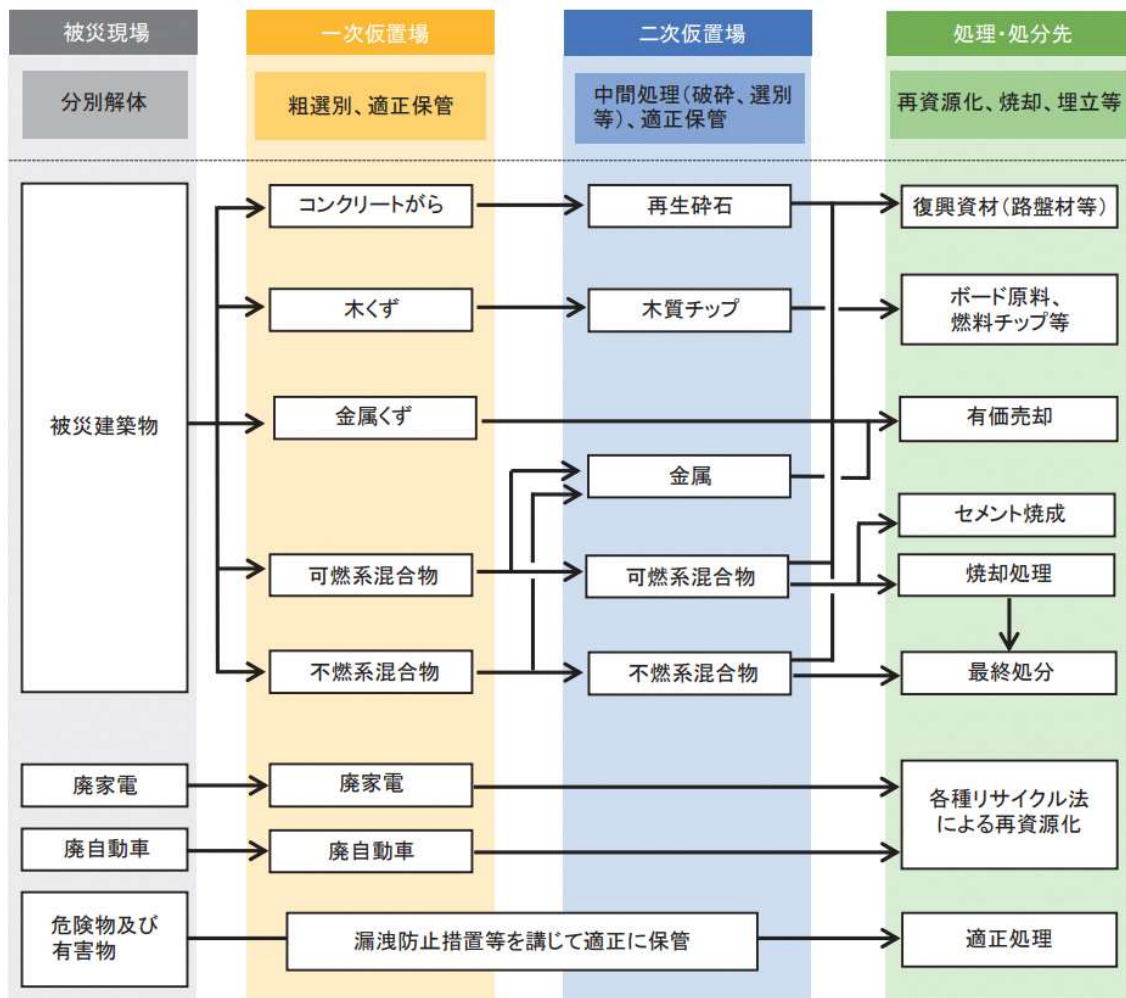 被災現場
一次仮置場
二次仮置場
処理・処分先
分別解体
粗選別、適正保管
中間処理(破砕、選別
等)、適正保管
再資源化、焼却、埋立等
被災建築物
コンクリートがら
再生砕石
復興資材(路盤材等)
木くず
木質チップ
ボード原料、
燃料チップ等
金属くず
有価売却
金属
セメント焼成
可燃系混合物
可燃系混合物
焼却処理
不燃系混合物
不燃系混合物
最終処分
廃家電
廃家電
各種リサイクル法
による再資源化
廃自動車
廃自動車
危険物及び
有害物
漏洩防止措置等を講じて適正に保管
適正処理